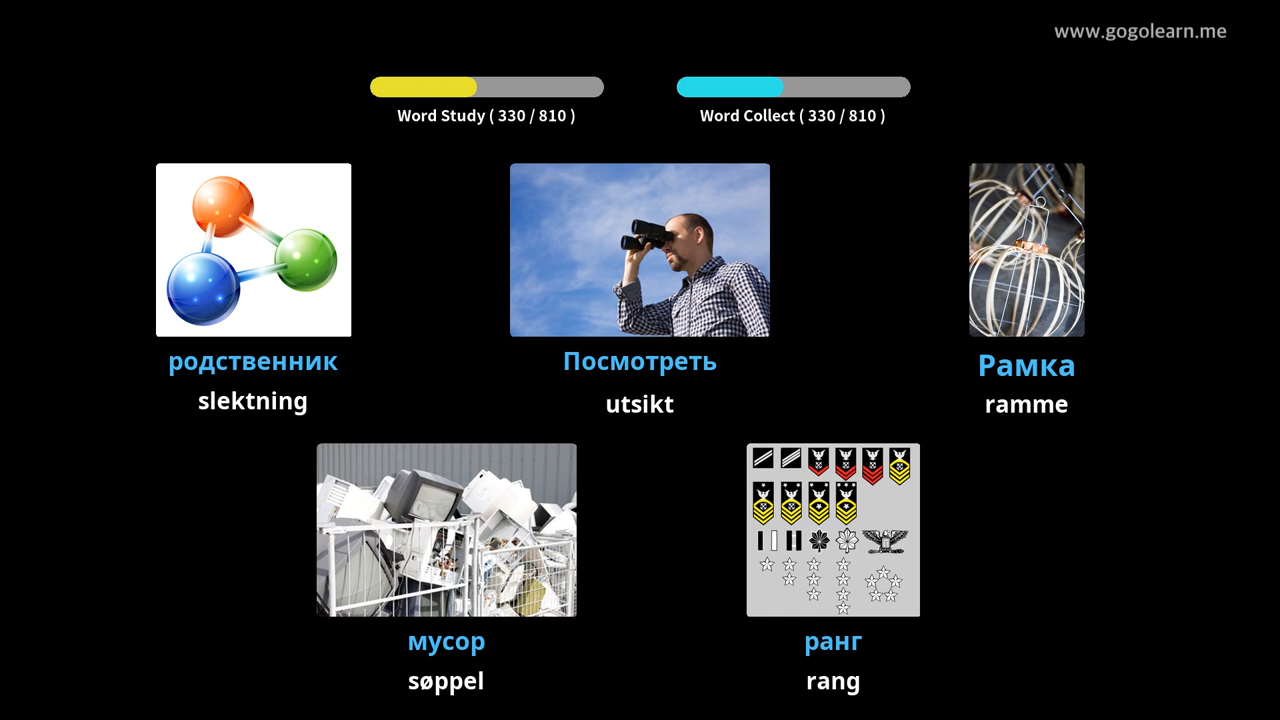 www.gogolearn.me
Word Study ( 330 / 810 )
Word Collect ( 330 / 810 )
родственник
slektning
Посмотреть
utsikt
Рамка
ramme
мусор
søppel
ранг
rang